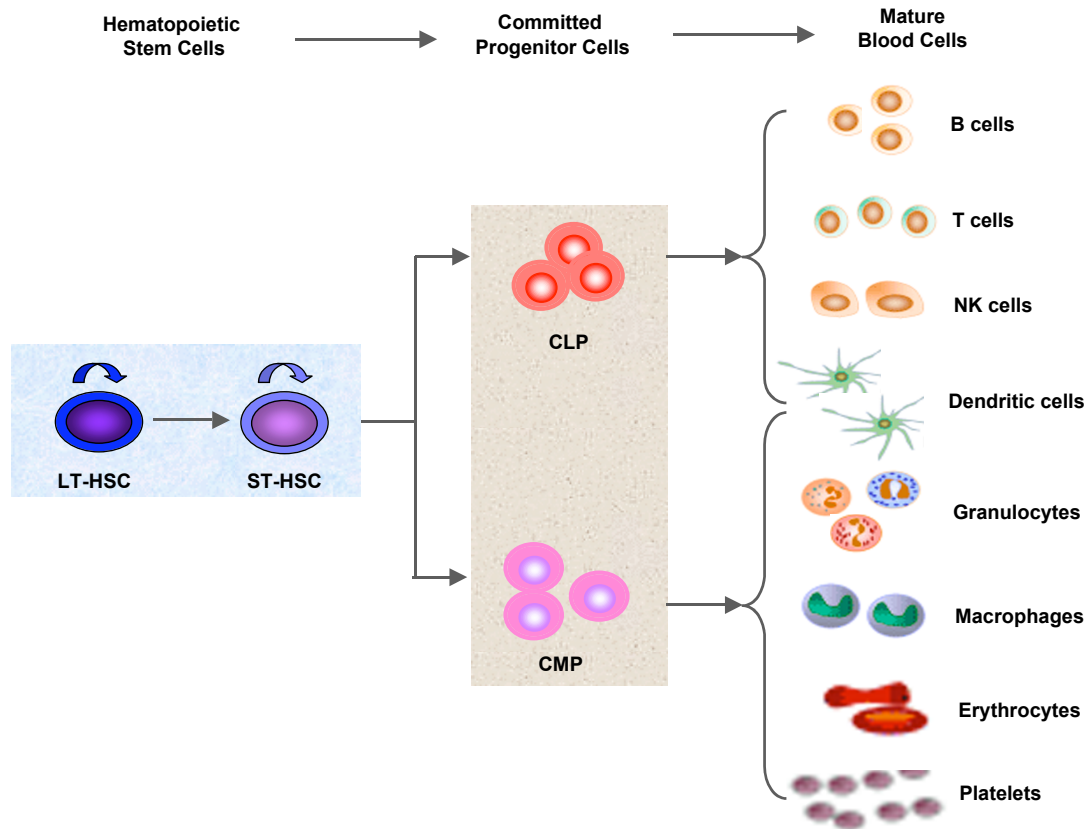 Hematopoietic
Stem Cells
Committed
Progenitor Cells
Mature
Blood Cells
B cells
T cells
NK cells
CLP
Dendritic cells
LT-HSC
ST-HSC
Granulocytes
Macrophages
CMP
Erythrocytes
Platelets